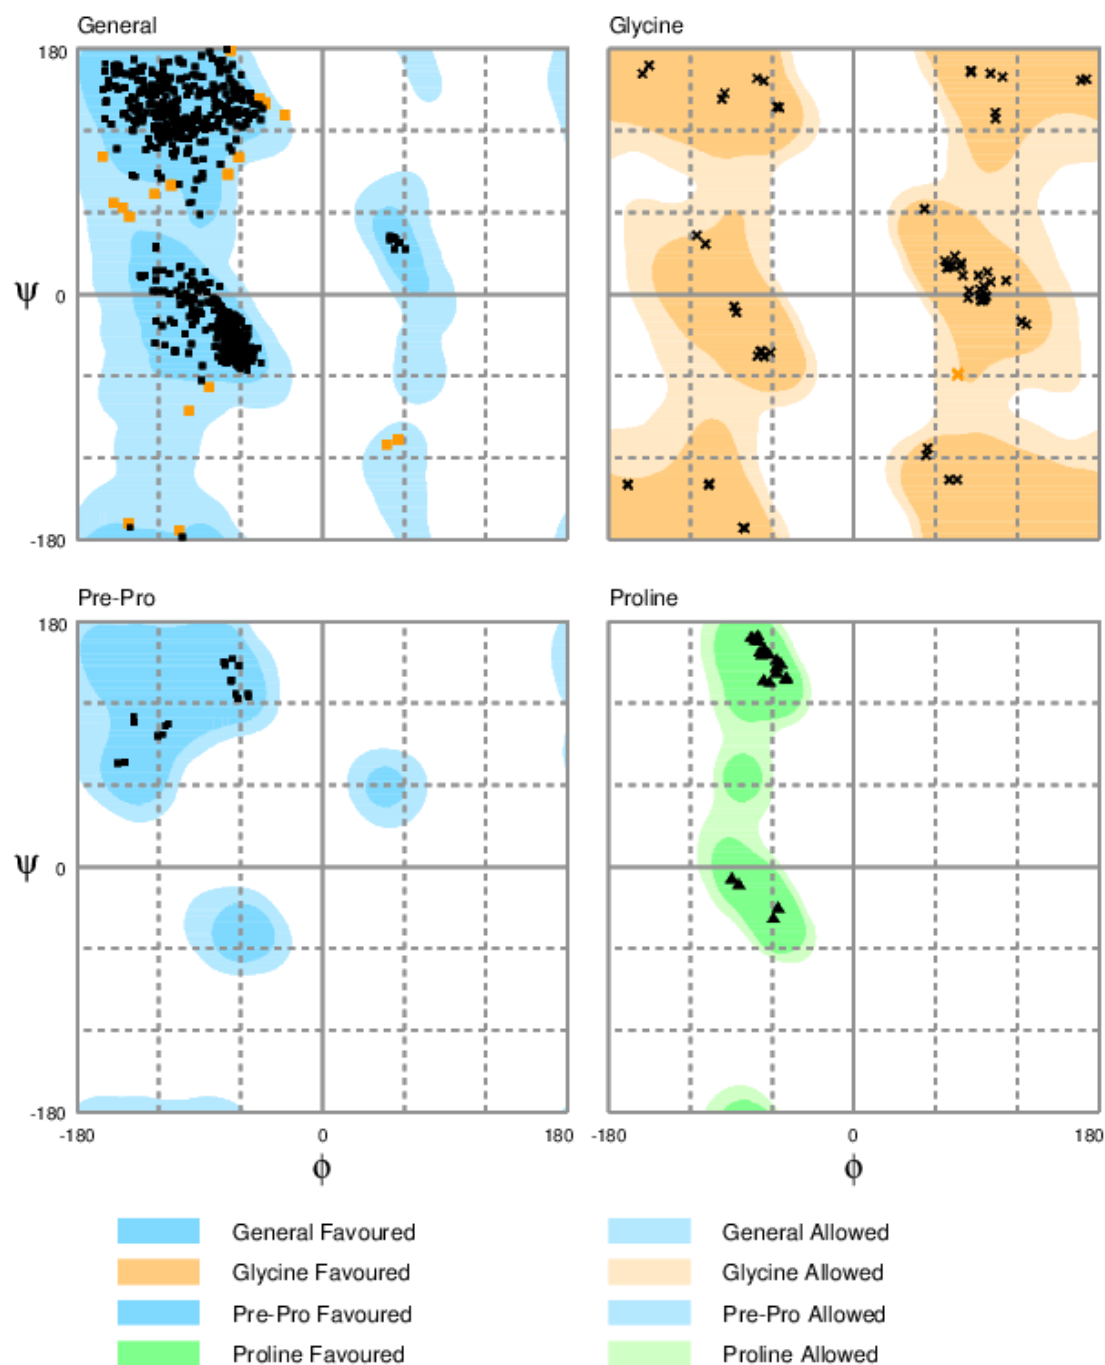 General Glycine
180
ψ 0
-180
Pre-Pro Proline
180
ψ 0
-180
-180 0 180 -180 0 180
ϕ ϕ
General Favoured General Allowed
Glycine Favoured Glycine Allowed
Pre-Pro Favoured Pre-Pro Allowed
Proline Favoured Proline Allowed